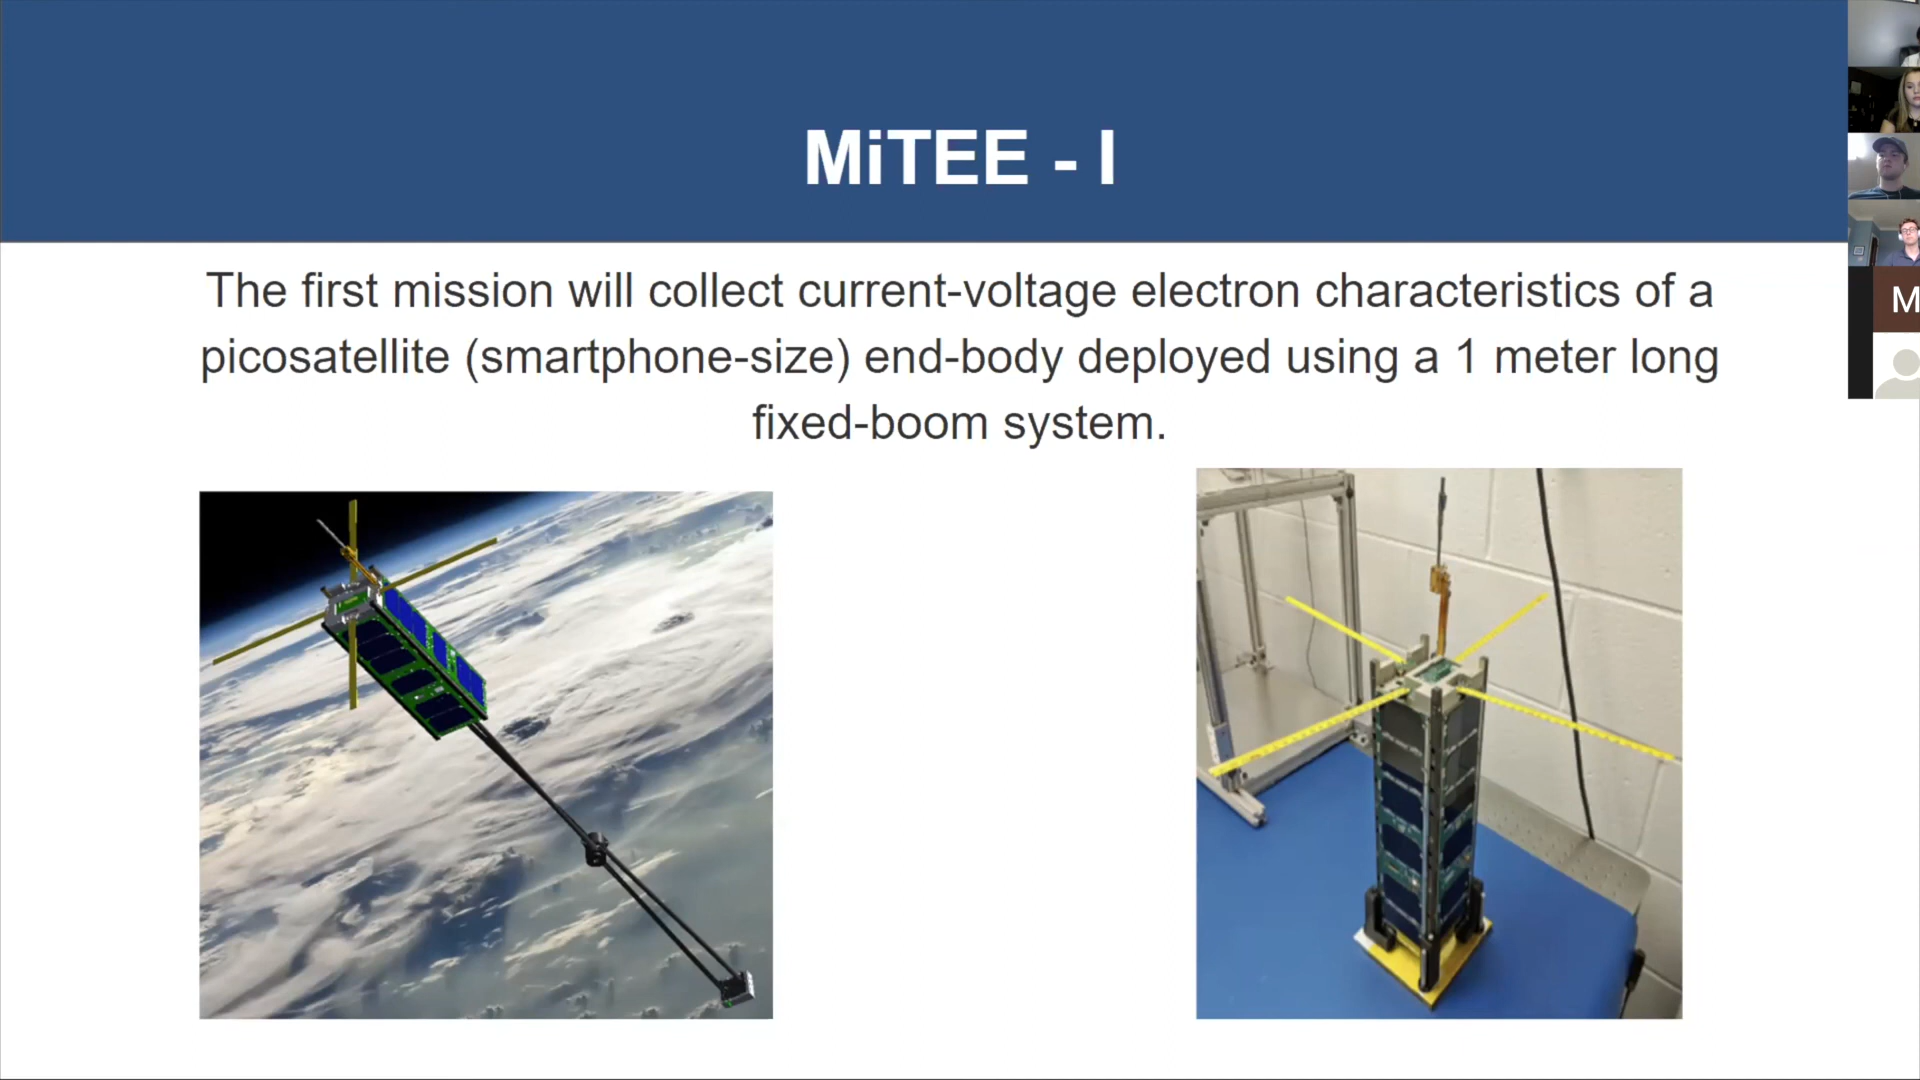 MiTEE - I
The first mission will collect current-voltage electron characteristics of a
picosatellite (smartphone-size) end-body deployed using a 1 meter long
fixed-boom system.
M